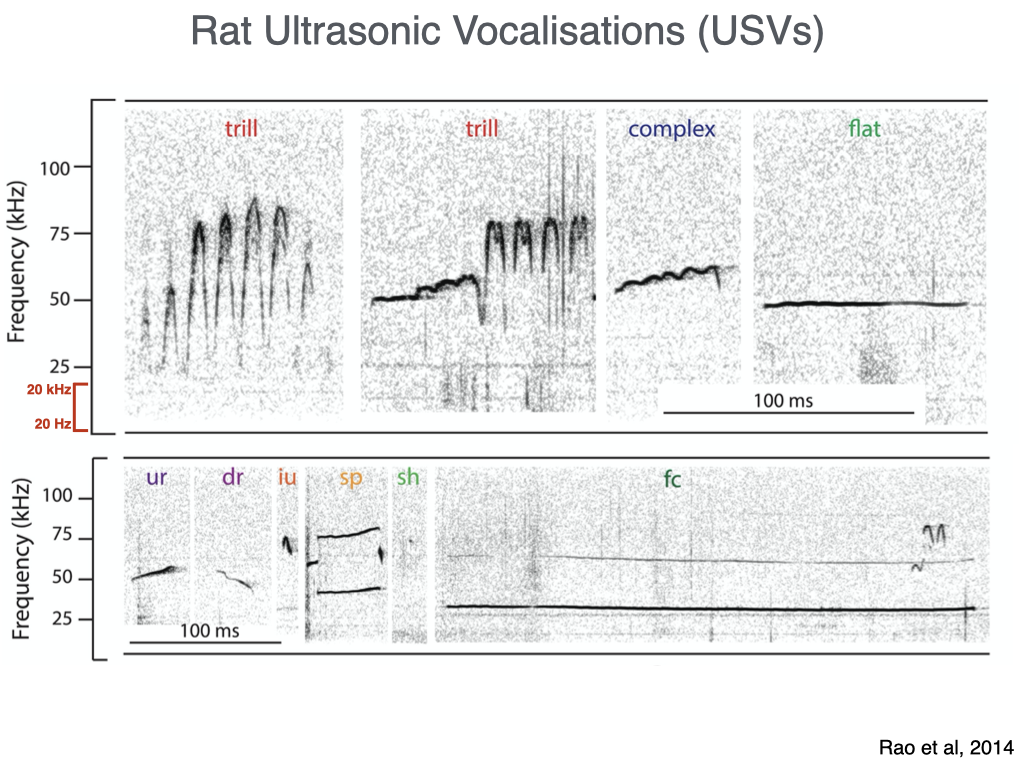 Rat Ultrasonic Vocalisations (USVs)
trill trill complex flat
Frequency (kHz)
100
75
50
25
20 kHz
20 Hz
100 ms
ur dr iu sp sh fc
Frequency (kHz)
100
75
50
25
100 ms
Rao et al, 2014